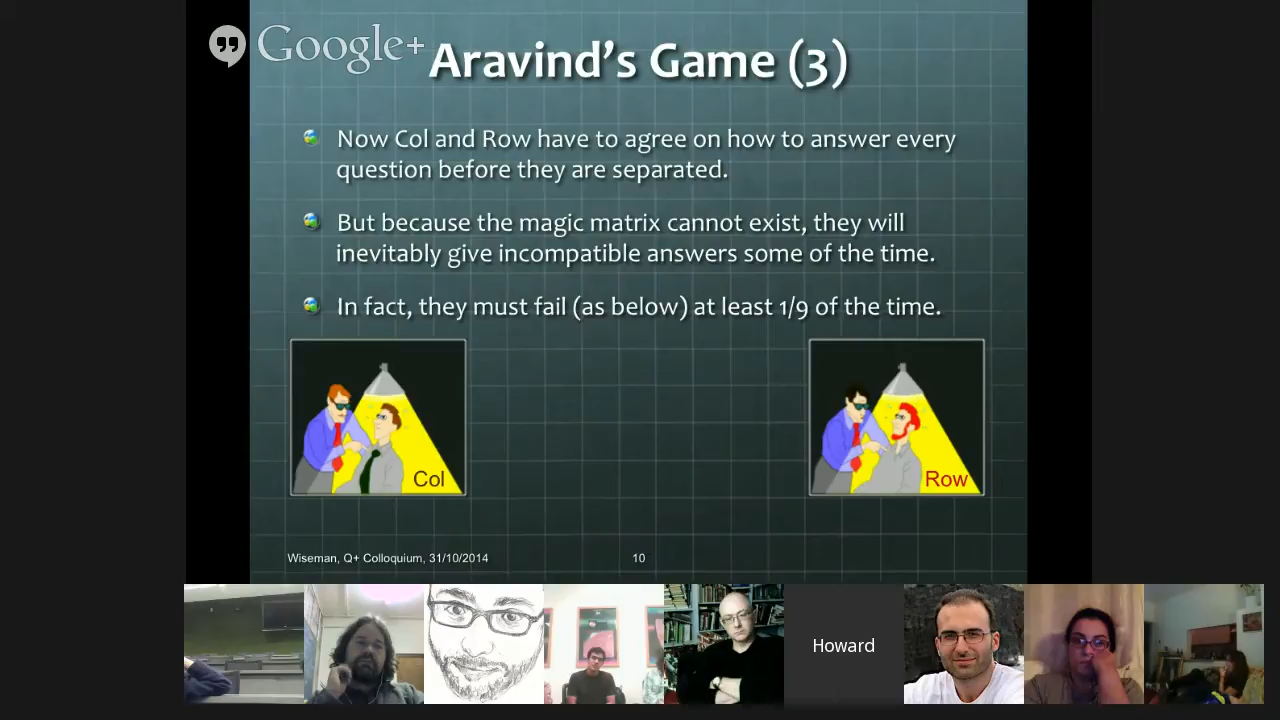 Google+
Aravind's Game (3)
Now Col and Row have to agree on how to answer every
question before they are separated.
But because the magic matrix cannot exist, they will
inevitably give incompatible answers some of the time.
In fact, they must fail (as below) at least 1/9 of the time.
Col
Row
Wiseman, Q+ Colloquium, 31/10/2014
10
Howard